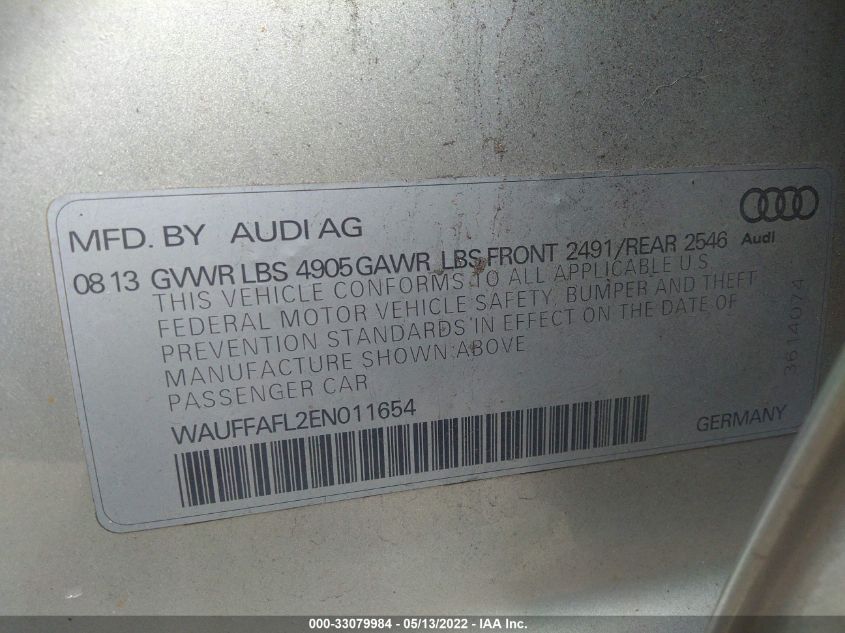 MFD. BY AUDI AG
08 13 GVWR LBS 4905 GAWR LBS FRONT 2491/REAR 2546
Audi
THIS VEHICLE CONFORMS TO ALL APPLICABLE U S
FEDERAL MOTOR VEHICLE SAFETY, BUMPER AND THEFT
PREVENTION STANDARDS IN EFFECT ON THE DATE OF
MANUFACTURE SHOWN ABOVE
PASSENGER CAR
3614074
WAUFFAFL2EN011654
GERMANY
000-33079984 - 05/13/2022 - IAA Inc.